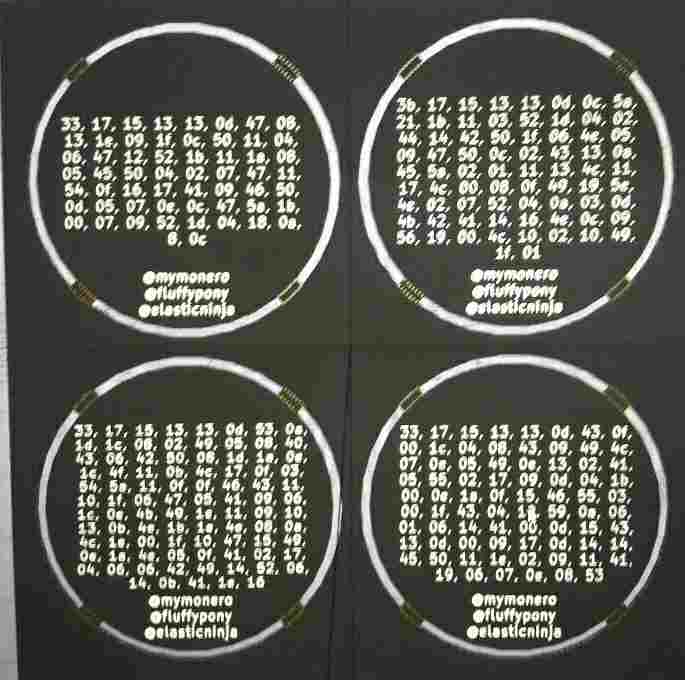 33, 17, 15, 13, 13, 0d, 47, 08,
13, 1e, 09, 1f, 0c, 50, 11, 04,
06, 47, 12, 52, 1b, 11, 1a, 08,
05, 45, 50, 04, 02, 07, 47, 11,
54, 0f, 16, 17, 41, 09, 46, 50,
0d, 05, 07, 0e, 0c, 47, 5a, 1b,
00, 07, 09, 52, 1d, 04, 18, 0a,
8, 0c
@mymonero
@fluffypony
@elasticninja
3b, 17, 15, 13, 13, 0d, 0c, 5a,
21, 1b, 11, 03, 52, 1d, 04, 02,
44, 14, 42, 50, 1f, 06, 4e, 05,
09, 47, 50, 0c, 02, 43, 13, 0a,
45, 5a, 02, 01, 11, 13, 4c, 11,
17, 4c, 00, 08, 0f, 49, 19, 5e,
4e, 02, 07, 52, 04, 0a, 03, 0d,
4b, 42, 41, 14, 16, 4e, 0c, 09,
56, 19, 00, 4c, 10, 02, 10, 49,
1f, 01
@mymonero
@fluffypony
@elasticninja
33, 17, 15, 13, 13, 0d, 53, 0a,
1d, 1c, 08, 02, 49, 05, 08, 40,
43, 06, 42, 50, 08, 1d, 1a, 0e,
1c, 4f, 11, 0b, 4c, 17, 0f, 03,
54, 5a, 11, 0f, 0f, 46, 43, 11,
10, 1f, 06, 47, 05, 41, 09, 06,
1c, 0e, 4b, 49, 1e, 11, 09, 10,
13, 0b, 4e, 1b, 1e, 4e, 08, 0a,
4c, 1e, 00, 1f, 10, 47, 15, 49,
0e, 1a, 4e, 05, 0f, 41, 02, 17,
04, 06, 06, 42, 49, 14, 52, 06,
14, 0b, 41, 1e, 16
@mymonero
@fluffypony
@elasticninja
33, 17, 15, 13, 13, 0d, 43, 0f,
00, 1c, 04, 08, 43, 09, 49, 4c,
07, 0e, 05, 49, 0e, 13, 02, 41,
05, 55, 02, 17, 09, 0d, 04, 1b,
00, 0e, 1a, 0f, 15, 46, 55, 03,
00, 1f, 43, 04, 18, 59, 0a, 06,
01, 06, 14, 41, 00, 0d, 15, 43,
13, 0d, 00, 09, 17, 0d, 14, 14,
45, 50, 11, 1e, 02, 09, 11, 41,
19, 06, 07, 0e, 08, 53
@mymonero
@fluffypony
@elasticninja